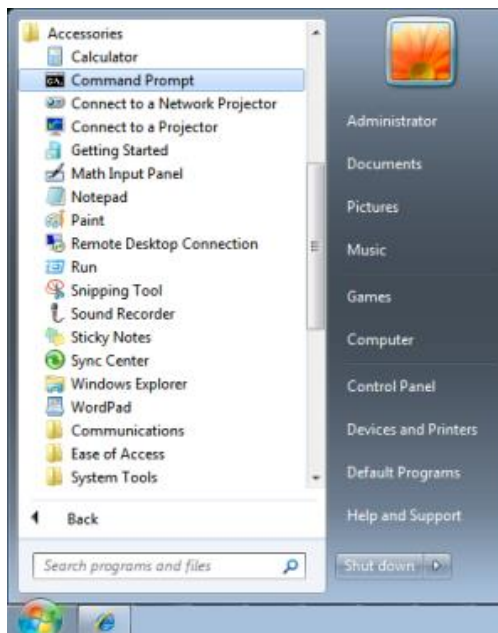 Accessories
Calculator
Command Prompt
Connect to a Network Projector
Connect to a Projector
Getting Started
Math Input Panel
Notepad
Paint
Remote Desktop Connection
Run
Snipping Tool
Sound Recorder
Sticky Notes
Sync Center
Windows Explorer
WordPad
Communications
Ease of Access
System Tools
Back
Search programs and files
Administrator
Documents
Pictures
Music
Games
Computer
Control Panel
Devices and Printers
Default Programs
Help and Support
Shut down